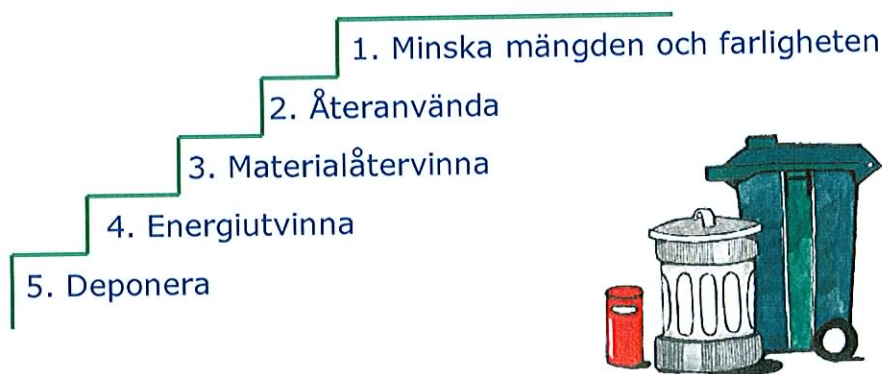 1. Minska mängden och farligheten
2. Återanvända
3. Materialåtervinna
4. Energiutvinna
5. Deponera